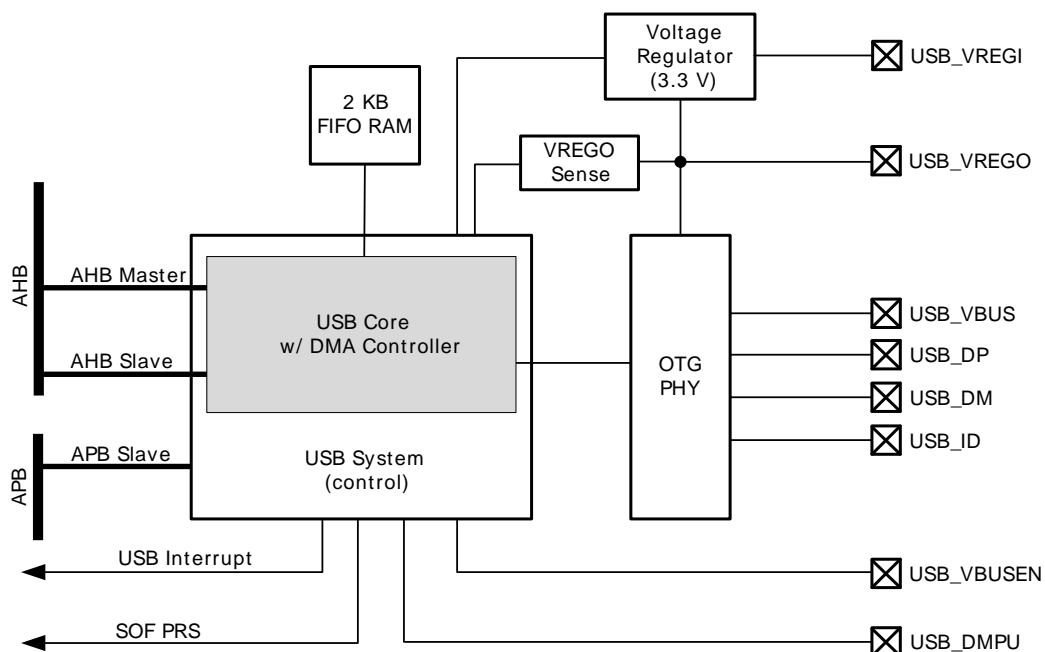 Voltage
Regulator
(3.3 V)
USB_VREGI
2 KB
FIFO RAM
VREGO
Sense
USB_VREGO
AHB
AHB Master
AHB Slave
USB Core
w/ DMA Controller
OTG
PHY
USB_VBUS
USB_DP
USB_DM
USB_ID
APB
APB Slave
USB System
(control)
USB Interrupt
USB_VBUSEN
SOF PRS
USB_DMPU